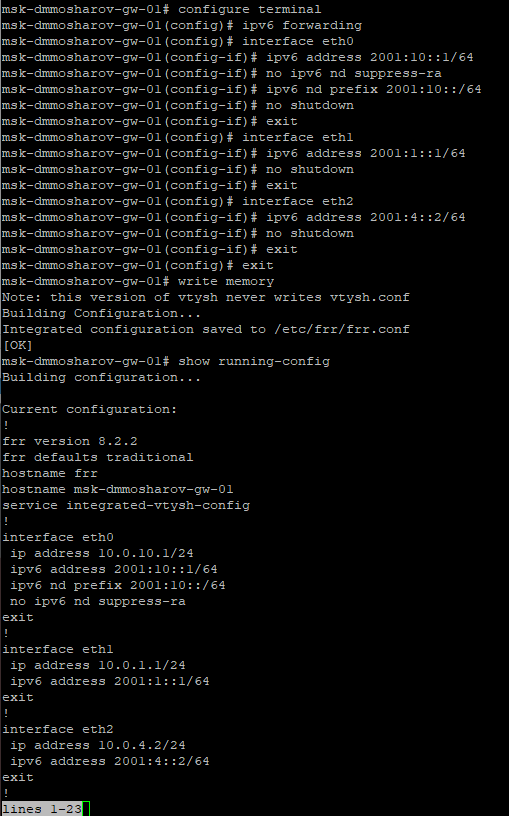 msk-dmmosharov-gw-01# configure terminal
msk-dmmosharov-gw-01(config)# ipv6 forwarding
msk-dmmosharov-gw-01(config)# interface eth0
msk-dmmosharov-gw-01(config-if)# ipv6 address 2001:10::1/64
msk-dmmosharov-gw-01(config-if)# no ipv6 nd suppress-ra
msk-dmmosharov-gw-01(config-if)# ipv6 nd prefix 2001:10::/64
msk-dmmosharov-gw-01(config-if)# no shutdown
msk-dmmosharov-gw-01(config-if)# exit
msk-dmmosharov-gw-01(config)# interface eth1
msk-dmmosharov-gw-01(config-if)# ipv6 address 2001:1::1/64
msk-dmmosharov-gw-01(config-if)# no shutdown
msk-dmmosharov-gw-01(config-if)# exit
msk-dmmosharov-gw-01(config)# interface eth2
msk-dmmosharov-gw-01(config-if)# ipv6 address 2001:4::2/64
msk-dmmosharov-gw-01(config-if)# no shutdown
msk-dmmosharov-gw-01(config-if)# exit
msk-dmmosharov-gw-01(config)# exit
msk-dmmosharov-gw-01# write memory
Note: this version of vtysh never writes vtysh.conf
Building Configuration...
Integrated configuration saved to /etc/frr/frr.conf
[OK]
msk-dmmosharov-gw-01# show running-config
Building configuration...

Current configuration:
!
frr version 8.2.2
frr defaults traditional
hostname frr
hostname msk-dmmosharov-gw-01
service integrated-vtysh-config
!
interface eth0
 ip address 10.0.10.1/24
 ipv6 address 2001:10::1/64
 ipv6 nd prefix 2001:10::/64
 no ipv6 nd suppress-ra
exit
!
interface eth1
 ip address 10.0.1.1/24
 ipv6 address 2001:1::1/64
exit
!
interface eth2
 ip address 10.0.4.2/24
 ipv6 address 2001:4::2/64
exit
!
lines 1-23